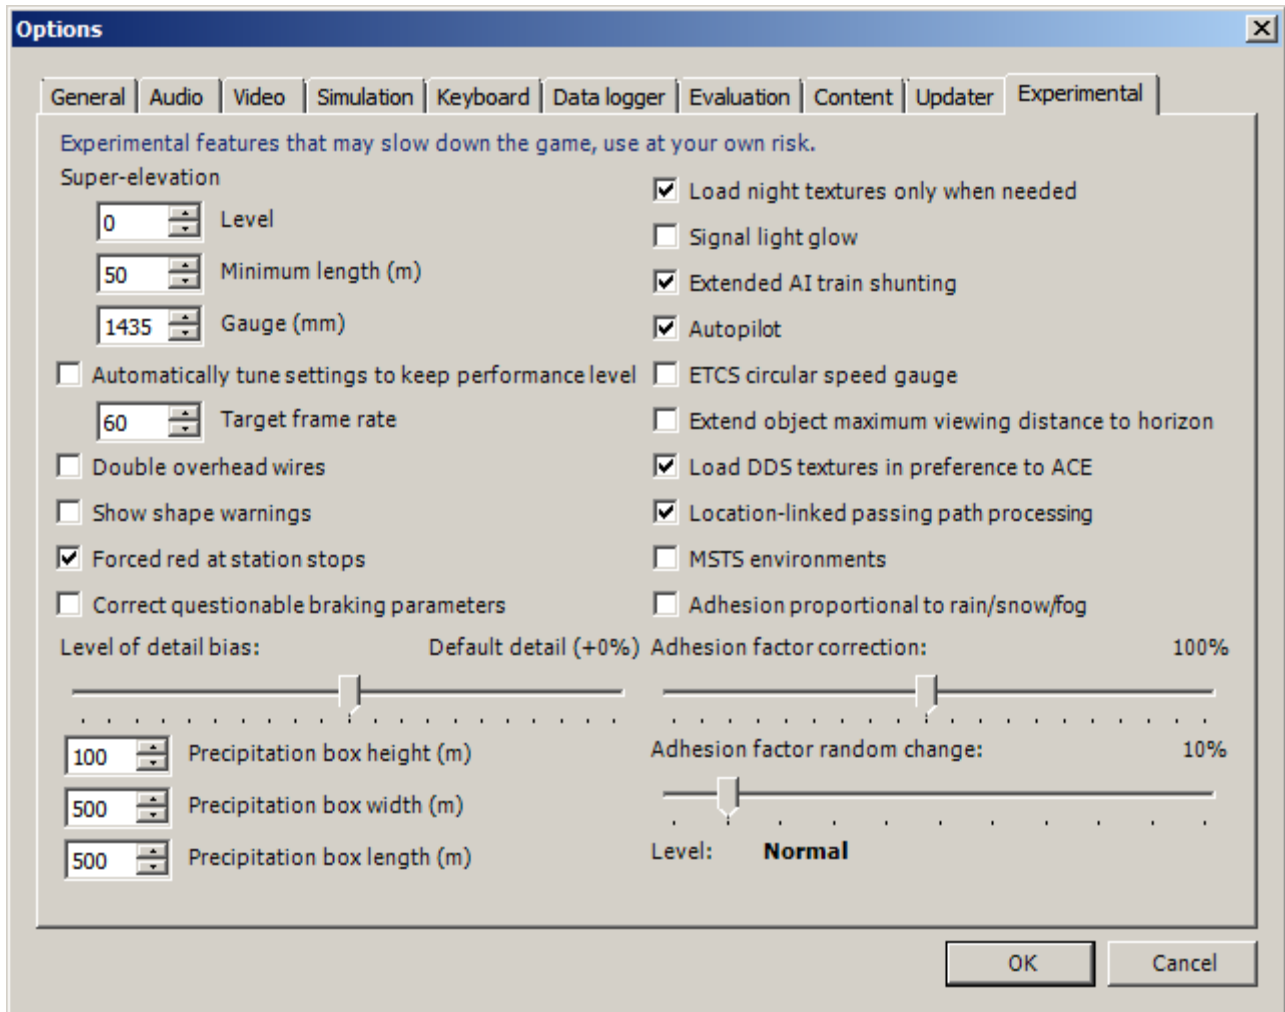 Options
General Audio Video Simulation Keyboard Data logger Evaluation Content Updater Experimental
Experimental features that may slow down the game, use at your own risk.
Super-elevation
0 Level
50 Minimum length (m)
1435 Gauge (mm)
Automatically tune settings to keep performance level
60 Target frame rate
Double overhead wires
Show shape warnings
Forced red at station stops
Correct questionable braking parameters
Level of detail bias: Default detail (+0%)
100 Precipitation box height (m)
500 Precipitation box width (m)
500 Precipitation box length (m)
Load night textures only when needed
Signal light glow
Extended AI train shunting
Autopilot
ETCS circular speed gauge
Extend object maximum viewing distance to horizon
Load DDS textures in preference to ACE
Location-linked passing path processing
MSTS environments
Adhesion proportional to rain/snow/fog
Adhesion factor correction: 100%
Adhesion factor random change: 10%
Level: Normal
OK Cancel